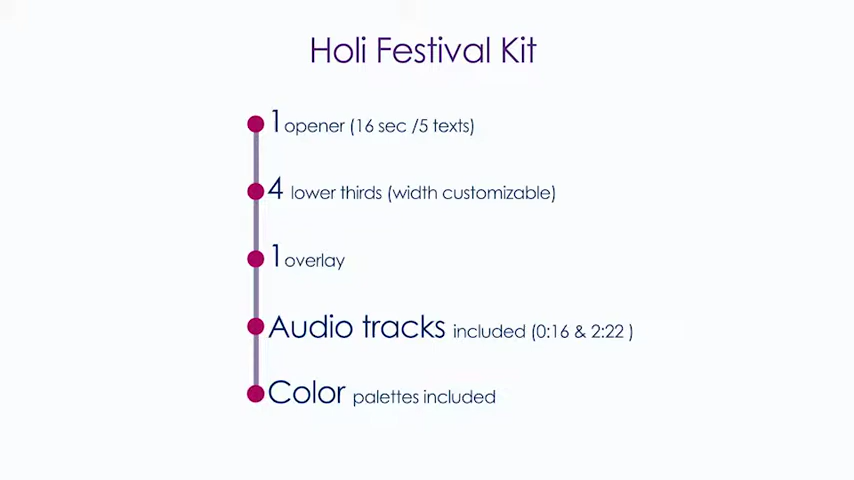 Holi Festival Kit
1 opener (16 sec /5 texts)
4 lower thirds (width customizable)
1 overlay
Audio tracks included (0:16 & 2:22 )
Color palettes included